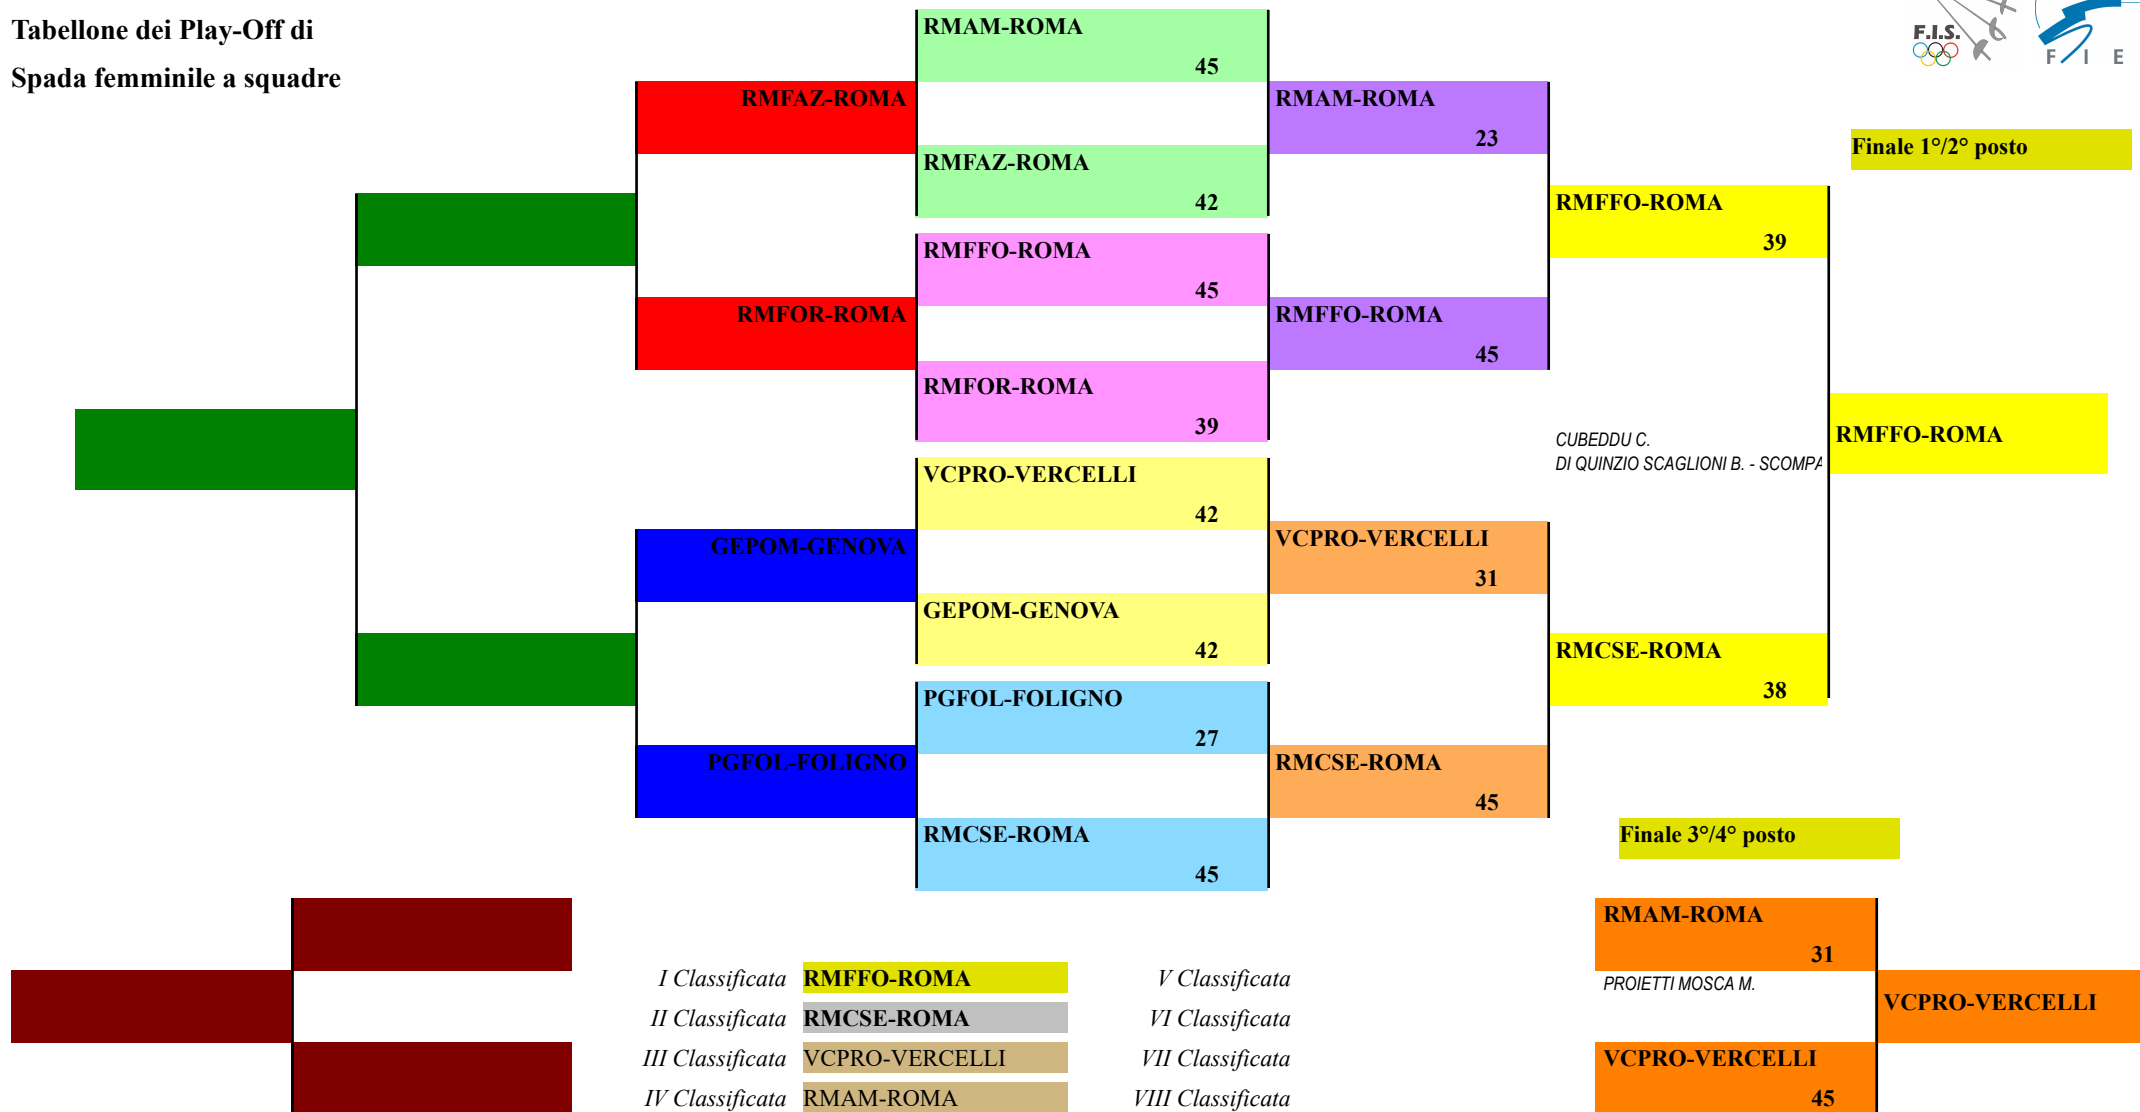 Tabellone dei Play-Off di
Spada femminile a squadre
F.I.S.
F I E
RMFAZ-ROMA
RMFOR-ROMA
GEPOM-GENOVA
PGFOL-FOLIGNO
RMAM-ROMA
45
RMFAZ-ROMA
42
RMFFO-ROMA
45
RMFOR-ROMA
39
VCPRO-VERCELLI
42
GEPOM-GENOVA
42
PGFOL-FOLIGNO
27
RMCSE-ROMA
45
RMAM-ROMA
23
RMFFO-ROMA
45
VCPRO-VERCELLI
31
RMCSE-ROMA
45
Finale 1°/2° posto
RMFFO-ROMA
39
CUBEDDU C.
DI QUINZIO SCAGLIONI B. - SCOMPA
RMCSE-ROMA
38
RMFFO-ROMA
Finale 3°/4° posto
RMAM-ROMA
31
PROIETTI MOSCA M.
VCPRO-VERCELLI
45
VCPRO-VERCELLI
I Classificata RMFFO-ROMA
II Classificata RMCSE-ROMA
III Classificata VCPRO-VERCELLI
IV Classificata RMAM-ROMA
V Classificata
VI Classificata
VII Classificata
VIII Classificata